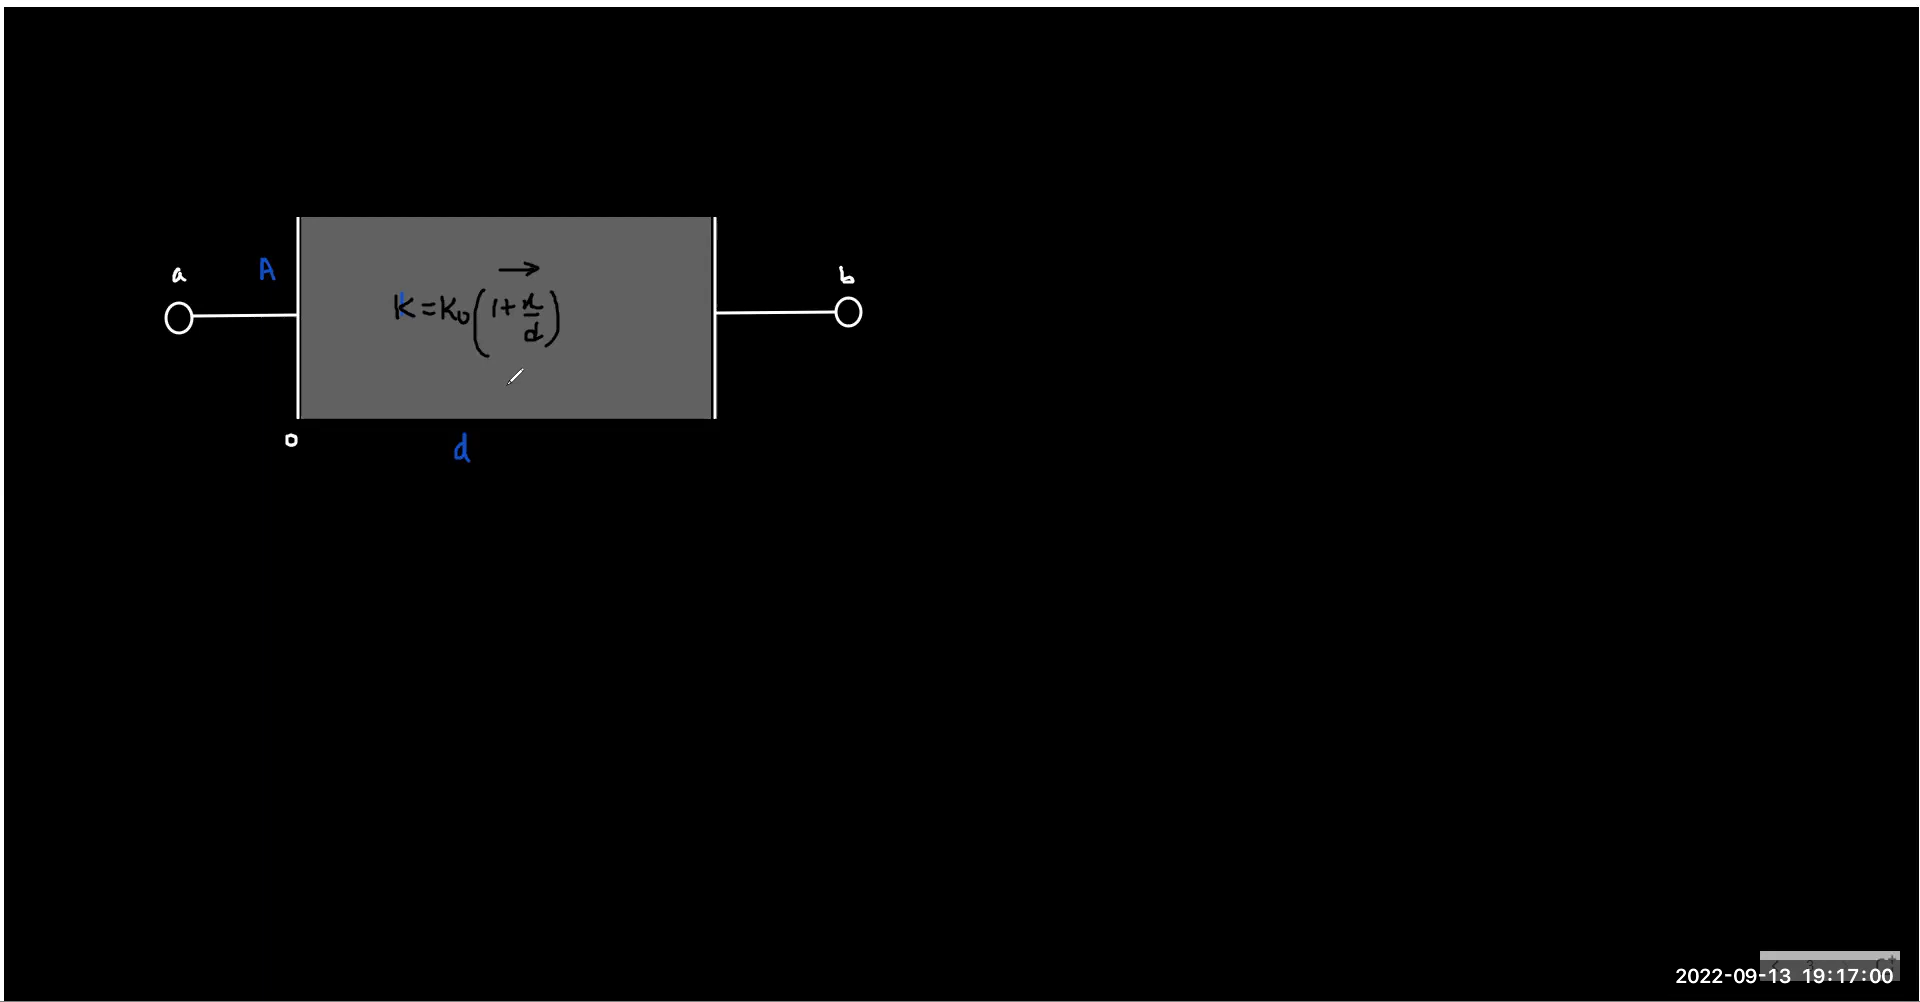 a
A
b
K = K₀(1 + x/d)
0
d
2022-09-13 19:17:00